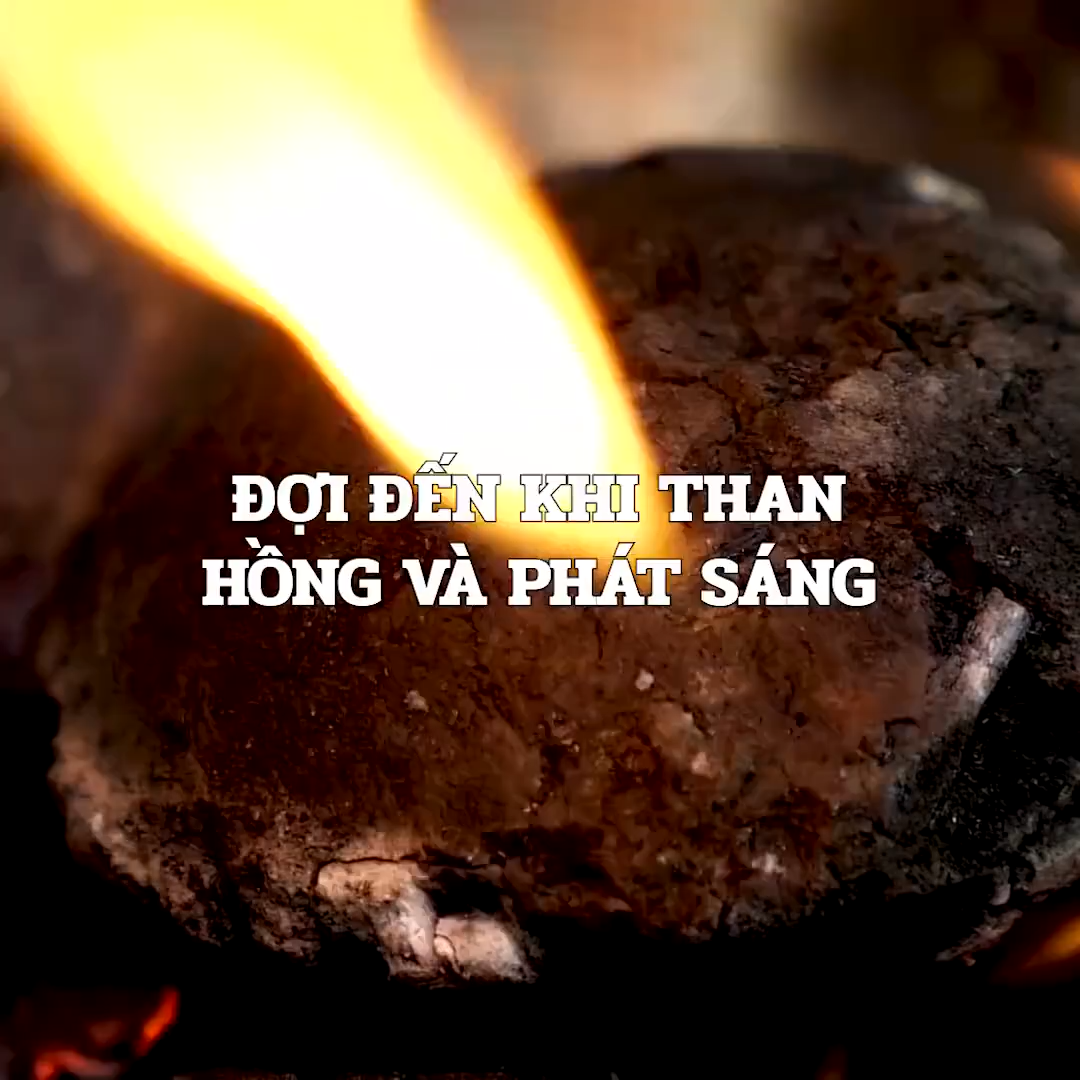 ĐỢI ĐẾN KHI THAN
HỒNG VÀ PHÁT SÁNG